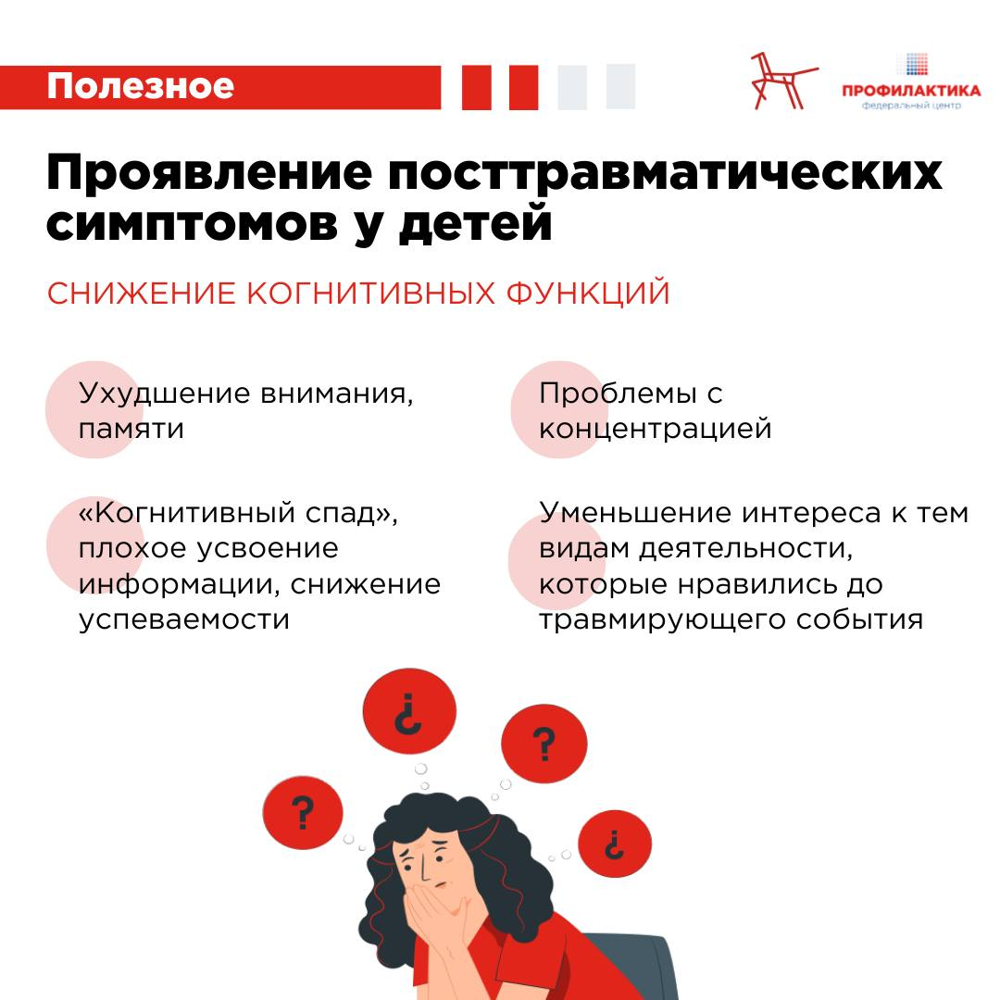 Полезное
ПРОФИЛАКТИКА
федеральный центр
Проявление посттравматических
симптомов у детей
СНИЖЕНИЕ КОГНИТИВНЫХ ФУНКЦИЙ
Ухудшение внимания,
памяти
Проблемы с
концентрацией
«Когнитивный спад»,
плохое усвоение
информации, снижение
успеваемости
Уменьшение интереса к тем
видам деятельности,
которые нравились до
травмирующего события
¿
?
?
¿